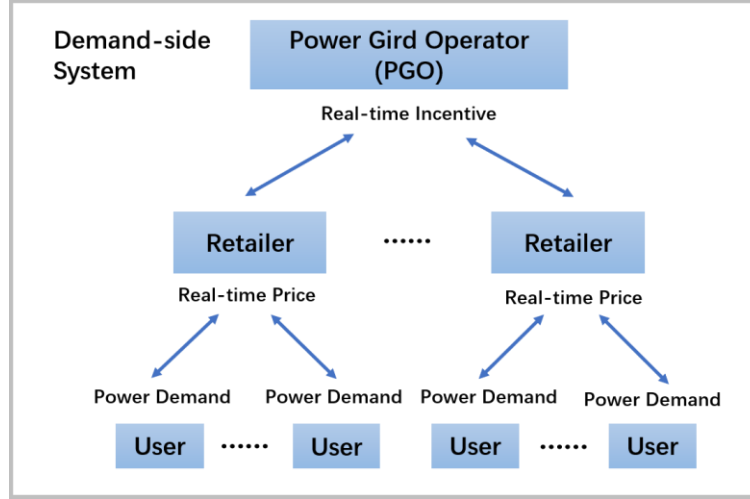 Demand-side
System
Power Gird Operator
(PGO)
Real-time Incentive
Retailer
......
Retailer
Real-time Price
Real-time Price
Power Demand
Power Demand
Power Demand
Power Demand
User
......
User
User
......
User